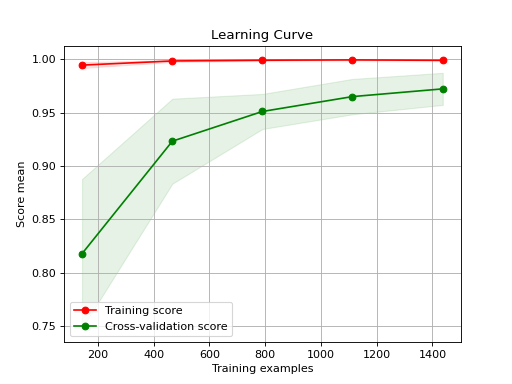 Learning Curve
1.00
0.95
0.90
0.85
0.80
0.75
Score mean
Training score
Cross-validation score
200 400 600 800 1000 1200 1400
Training examples